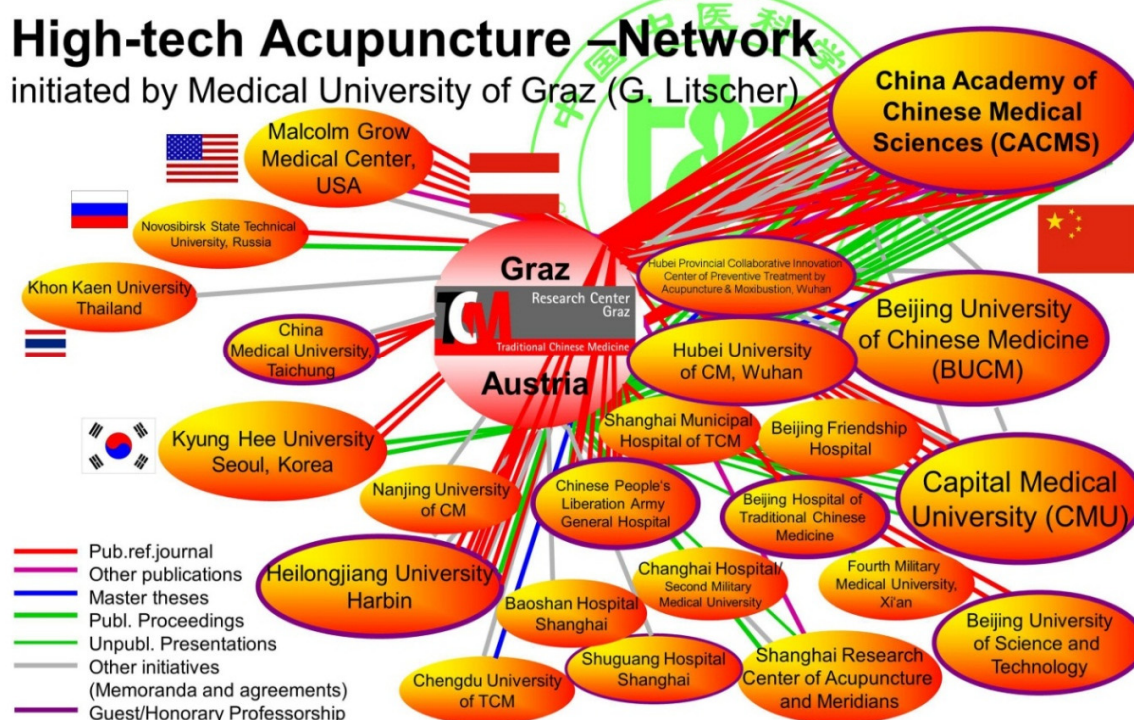 High-tech Acupuncture –Network
initiated by Medical University of Graz (G. Litscher)
中国中医科学
China Academy of
Chinese Medical
Sciences (CACMS)
Malcolm Grow
Medical Center,
USA
Novosibirsk State Technical
University, Russia
Khon Kaen University
Thailand
China
Medical University,
Taichung
Kyung Hee University
Seoul, Korea
Graz
TCM
Research Center
Graz
Traditional Chinese Medicine
Austria
Hubei Provincial Collaborative Innovation
Center of Preventive Treatment by
Acupuncture & Moxibustion, Wuhan
Beijing University
of Chinese Medicine
(BUCM)
Hubei University
of CM, Wuhan
Shanghai Municipal
Hospital of TCM
Beijing Friendship
Hospital
Capital Medical
University (CMU)
Nanjing University
of CM
Chinese People's
Liberation Army
General Hospital
Beijing Hospital of
Traditional Chinese
Medicine
Heilongjiang University
Harbin
Baoshan Hospital
Shanghai
Changhai Hospital/
Second Military
Medical University
Fourth Military
Medical University,
Xi'an
Beijing University
of Science and
Technology
Chengdu University
of TCM
Shuguang Hospital
Shanghai
Shanghai Research
Center of Acupuncture
and Meridians
Pub.ref.journal
Other publications
Master theses
Publ. Proceedings
Unpubl. Presentations
Other initiatives
(Memoranda and agreements)
Guest/Honorary Professorship